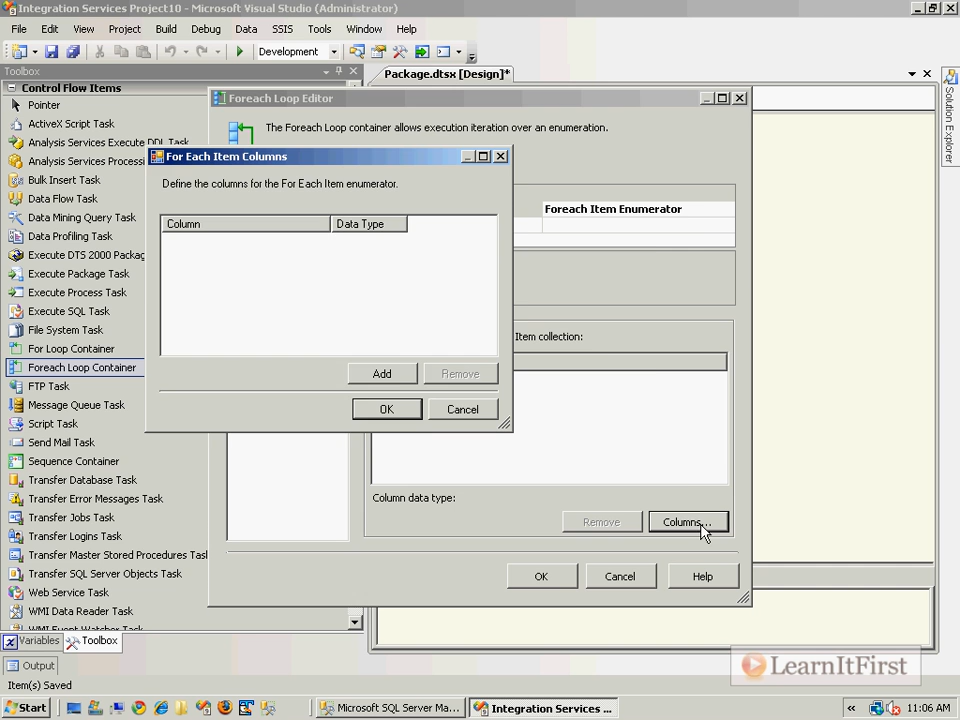 Integration Services Project10 - Microsoft Visual Studio (Administrator)
File Edit View Project Build Debug Data SSIS Tools Window Help
Development
Toolbox
Package.dtsx [Design]*
Control Flow Items
Pointer
ActiveX Script Task
Analysis Services Execute DDL Task
Analysis Services Processi
Bulk Insert Task
Data Flow Task
Data Mining Query Task
Data Profiling Task
Execute DTS 2000 Packag
Execute Package Task
Execute Process Task
Execute SQL Task
File System Task
For Loop Container
Foreach Loop Container
FTP Task
Message Queue Task
Script Task
Send Mail Task
Sequence Container
Transfer Database Task
Transfer Error Messages Task
Transfer Jobs Task
Transfer Logins Task
Transfer Master Stored Procedures Tas
Transfer SQL Server Objects Task
Web Service Task
WMI Data Reader Task
WMI Event Watcher Task
Variables Toolbox
Output
Item(s) Saved
Foreach Loop Editor
The Foreach Loop container allows execution iteration over an enumeration.
Foreach Item Enumerator
Item collection:
Column data type:
Remove Columns...
OK Cancel Help
For Each Item Columns
Define the columns for the For Each Item enumerator.
Column Data Type
Add Remove
OK Cancel
Solution Explorer
LearnItFirst
Start
Microsoft SQL Server Ma...
Integration Services ...
«
11:06 AM